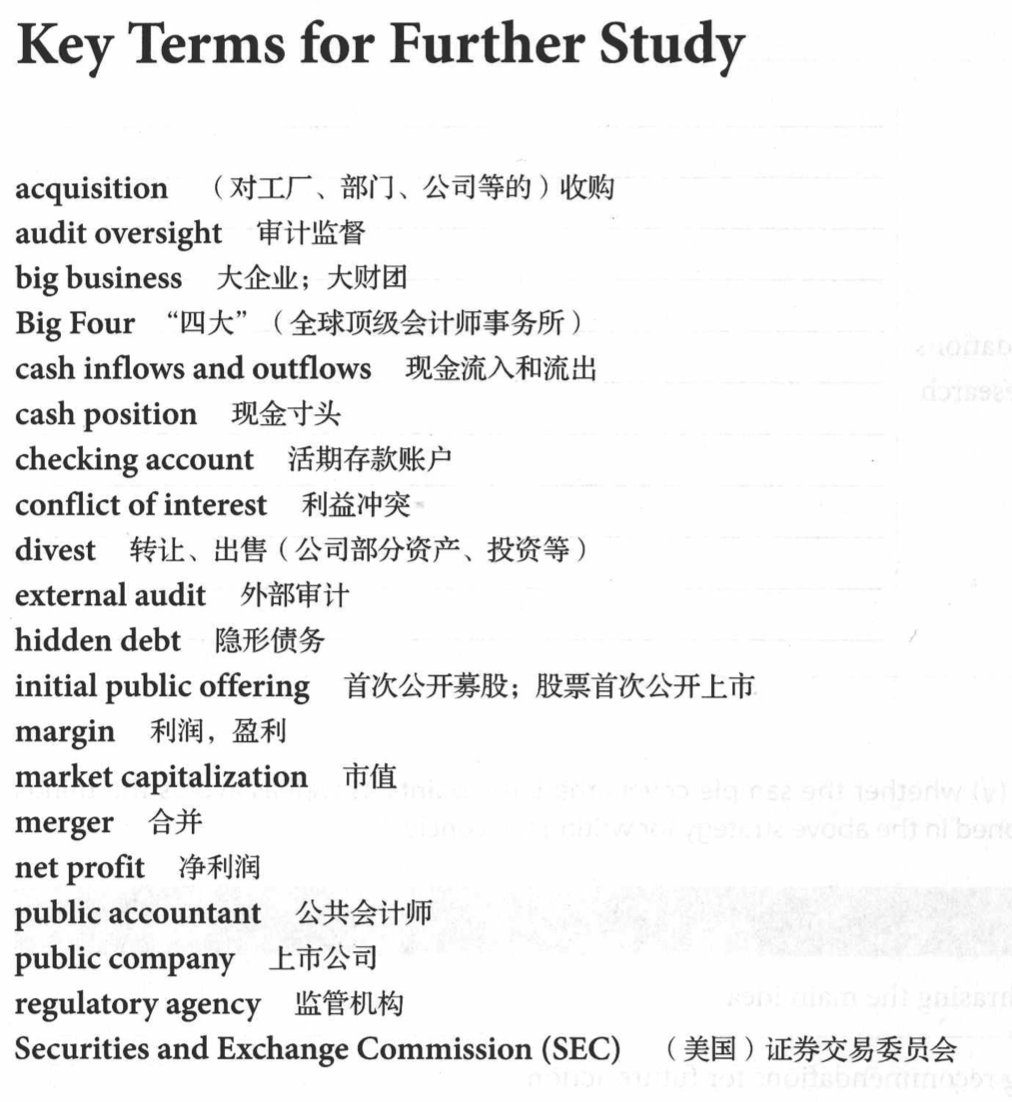 Key Terms for Further Study
acquisition （对工厂、部门、公司等的）收购
audit oversight 审计监督
big business 大企业；大财团
Big Four “四大”（全球顶级会计师事务所）
cash inflows and outflows 现金流入和流出
cash position 现金寸头
checking account 活期存款账户
conflict of interest 利益冲突
divest 转让、出售（公司部分资产、投资等）
external audit 外部审计
hidden debt 隐形债务
initial public offering 首次公开募股；股票首次公开上市
margin 利润，盈利
market capitalization 市值
merger 合并
net profit 净利润
public accountant 公共会计师
public company 上市公司
regulatory agency 监管机构
Securities and Exchange Commission (SEC) （美国）证券交易委员会